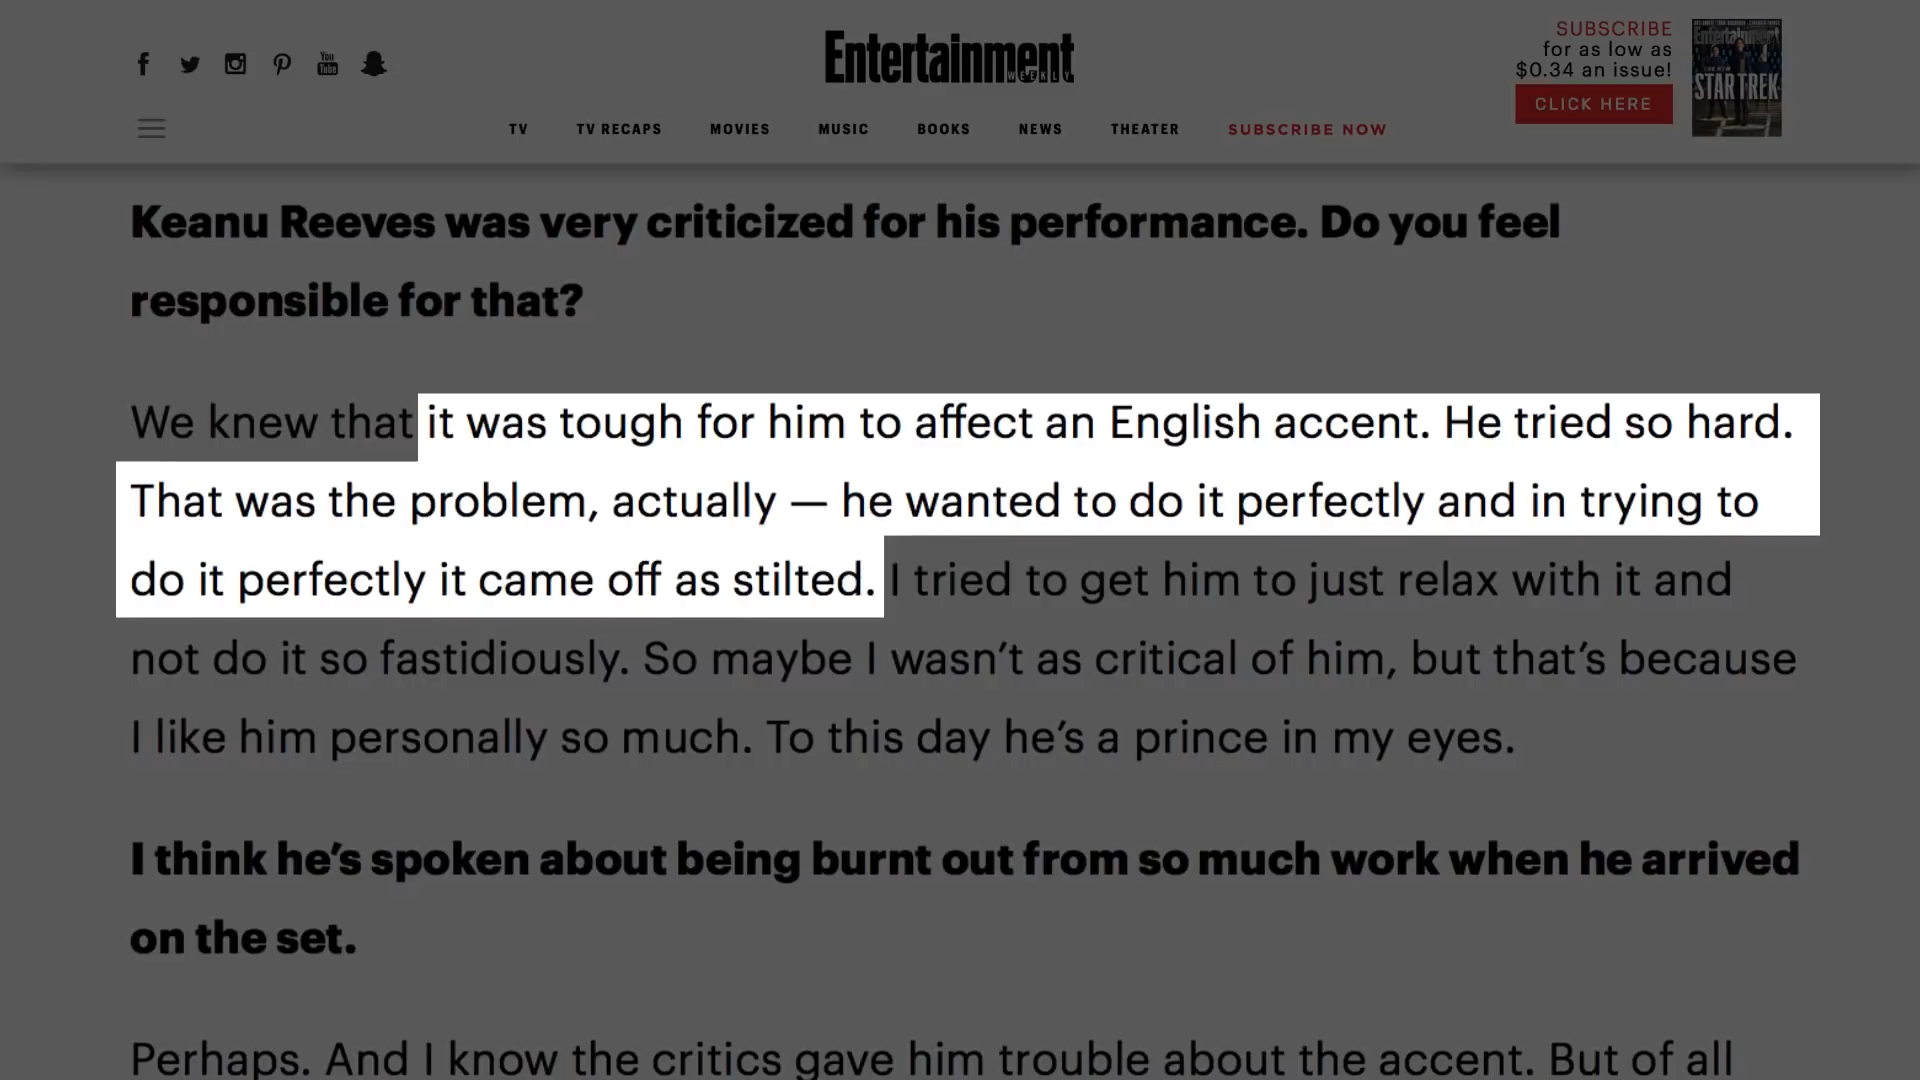 You
Tube
Entertainment
WEEKLY
SUBSCRIBE
for as low as
$0.34 an issue!
CLICK HERE
Entertainment
STAR TREK
TV
TV RECAPS
MOVIES
MUSIC
BOOKS
NEWS
THEATER
SUBSCRIBE NOW
Keanu Reeves was very criticized for his performance. Do you feel
responsible for that?
We knew that it was tough for him to affect an English accent. He tried so hard.
That was the problem, actually — he wanted to do it perfectly and in trying to
do it perfectly it came off as stilted. I tried to get him to just relax with it and
not do it so fastidiously. So maybe I wasn’t as critical of him, but that’s because
I like him personally so much. To this day he’s a prince in my eyes.
I think he’s spoken about being burnt out from so much work when he arrived
on the set.
Perhaps. And I know the critics gave him trouble about the accent. But of all